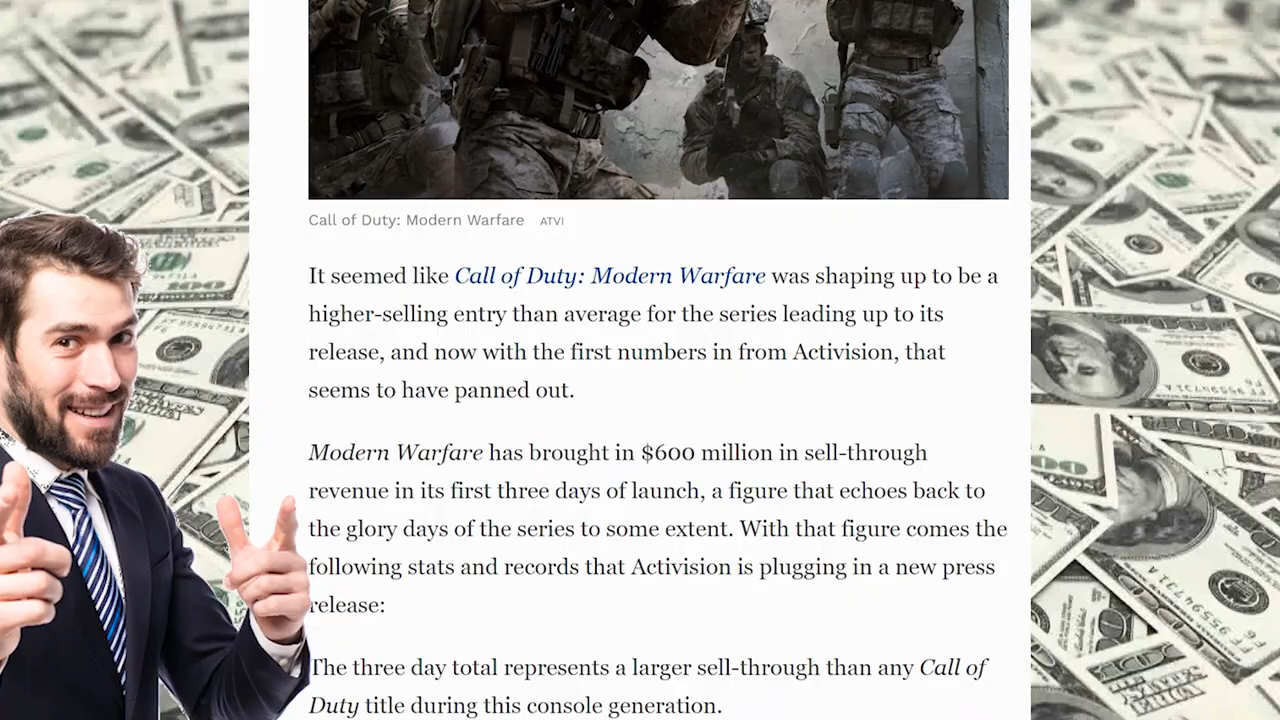 Call of Duty: Modern Warfare ATVI
It seemed like Call of Duty: Modern Warfare was shaping up to be a
higher-selling entry than average for the series leading up to its
release, and now with the first numbers in from Activision, that
seems to have panned out.
Modern Warfare has brought in $600 million in sell-through
revenue in its first three days of launch, a figure that echoes back to
the glory days of the series to some extent. With that figure comes the
following stats and records that Activision is plugging in a new press
release:
The three day total represents a larger sell-through than any Call of
Duty title during this console generation.